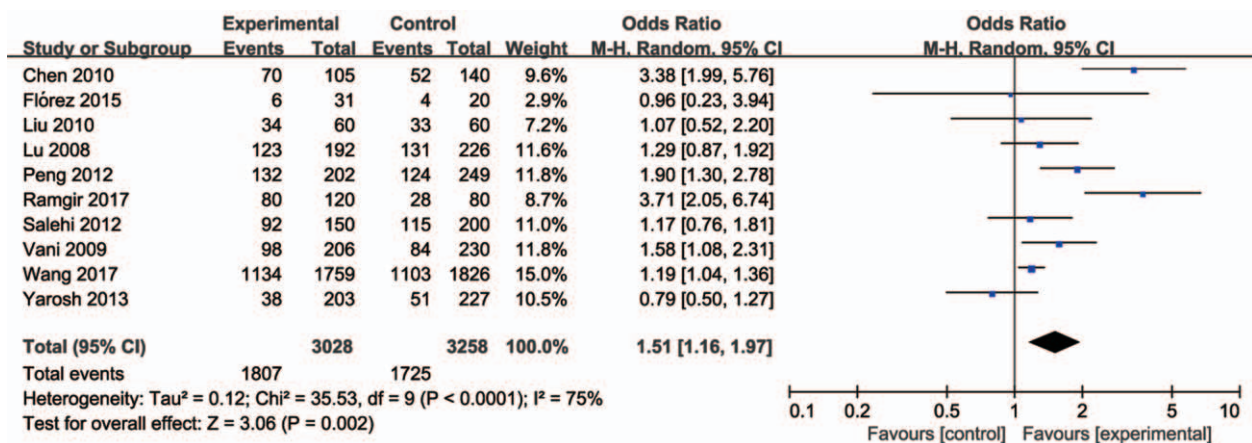 Experimental Control Odds Ratio Odds Ratio
Study or Subgroup Events Total Events Total Weight M-H. Random. 95% CI M-H. Random. 95% CI
Chen 2010 70 105 52 140 9.6% 3.38 [1.99, 5.76]
Flórez 2015 6 31 4 20 2.9% 0.96 [0.23, 3.94]
Liu 2010 34 60 33 60 7.2% 1.07 [0.52, 2.20]
Lu 2008 123 192 131 226 11.6% 1.29 [0.87, 1.92]
Peng 2012 132 202 124 249 11.8% 1.90 [1.30, 2.78]
Ramgir 2017 80 120 28 80 8.7% 3.71 [2.05, 6.74]
Salehi 2012 92 150 115 200 11.0% 1.17 [0.76, 1.81]
Vani 2009 98 206 84 230 11.8% 1.58 [1.08, 2.31]
Wang 2017 1134 1759 1103 1826 15.0% 1.19 [1.04, 1.36]
Yarosh 2013 38 203 51 227 10.5% 0.79 [0.50, 1.27]
Total (95% CI) 3028 3258 100.0% 1.51 [1.16, 1.97]
Total events 1807 1725
Heterogeneity: Tau² = 0.12; Chi² = 35.53, df = 9 (P < 0.0001); I² = 75%
Test for overall effect: Z = 3.06 (P = 0.002)
0.1 0.2 0.5 1 2 5 10
Favours [control] Favours [experimental]